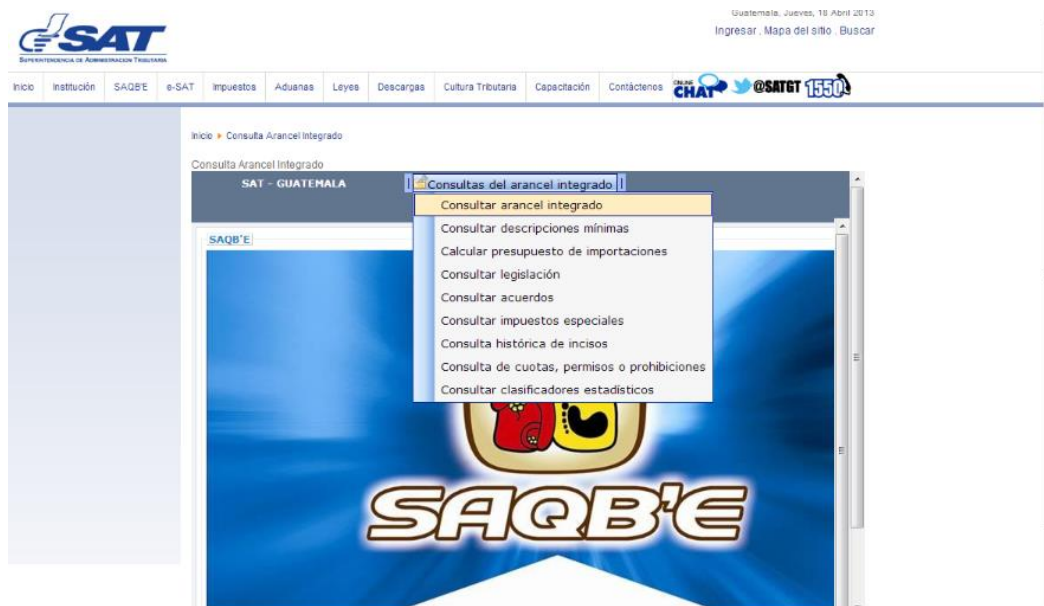 Guatemala, Jueves, 18 Abril 2013
Ingresar . Mapa del sitio . Buscar
SAT
SUPERINTENDENCIA DE ADMINISTRACION TRIBUTARIA
Inicio Institución SAQB'E e-SAT Impuestos Aduanas Leyes Descargas Cultura Tributaria Capacitación Contáctenos ONLINE CHAT @SATGT 1550
Inicio Consulta Arancel Integrado
Consulta Arancel Integrado
SAT - GUATEMALA | Consultas del arancel integrado |
Consultar arancel integrado
Consultar descripciones mínimas
Calcular presupuesto de importaciones
Consultar legislación
Consultar acuerdos
Consultar impuestos especiales
Consulta histórica de incisos
Consulta de cuotas, permisos o prohibiciones
Consultar clasificadores estadísticos
SAQB'E
SAQB'E